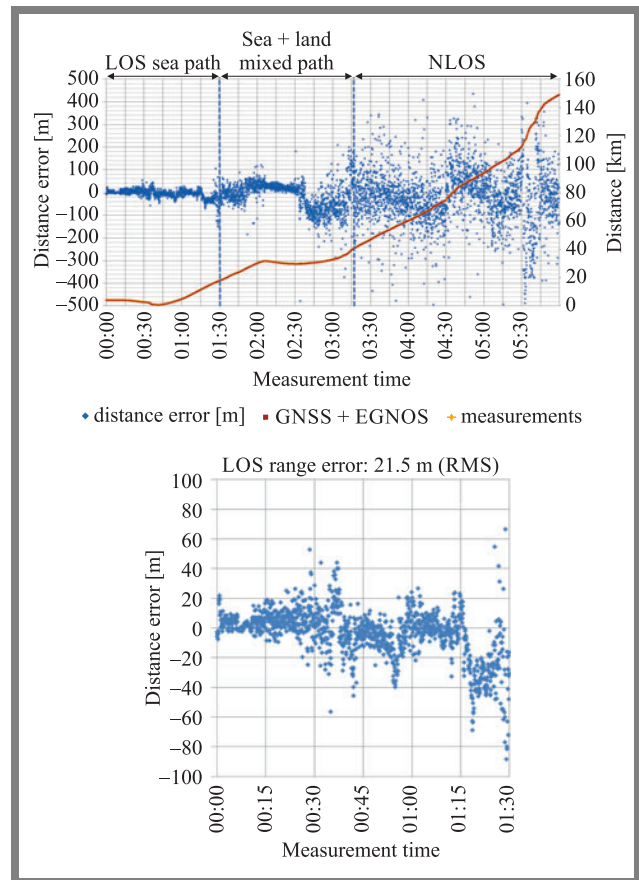 Sea + land
LOS sea path mixed path NLOS
Distance error [m]
500
400
300
200
100
0
−100
−200
−300
−400
−500
160
140
120
100
80
60
40
20
0
Distance [km]
00:00 00:30 01:00 01:30 02:00 02:30 03:00 03:30 04:00 04:30 05:00 05:30
Measurement time
distance error [m] GNSS + EGNOS measurements
LOS range error: 21.5 m (RMS)
Distance error [m]
100
80
60
40
20
0
−20
−40
−60
−80
−100
00:00 00:15 00:30 00:45 01:00 01:15 01:30
Measurement time